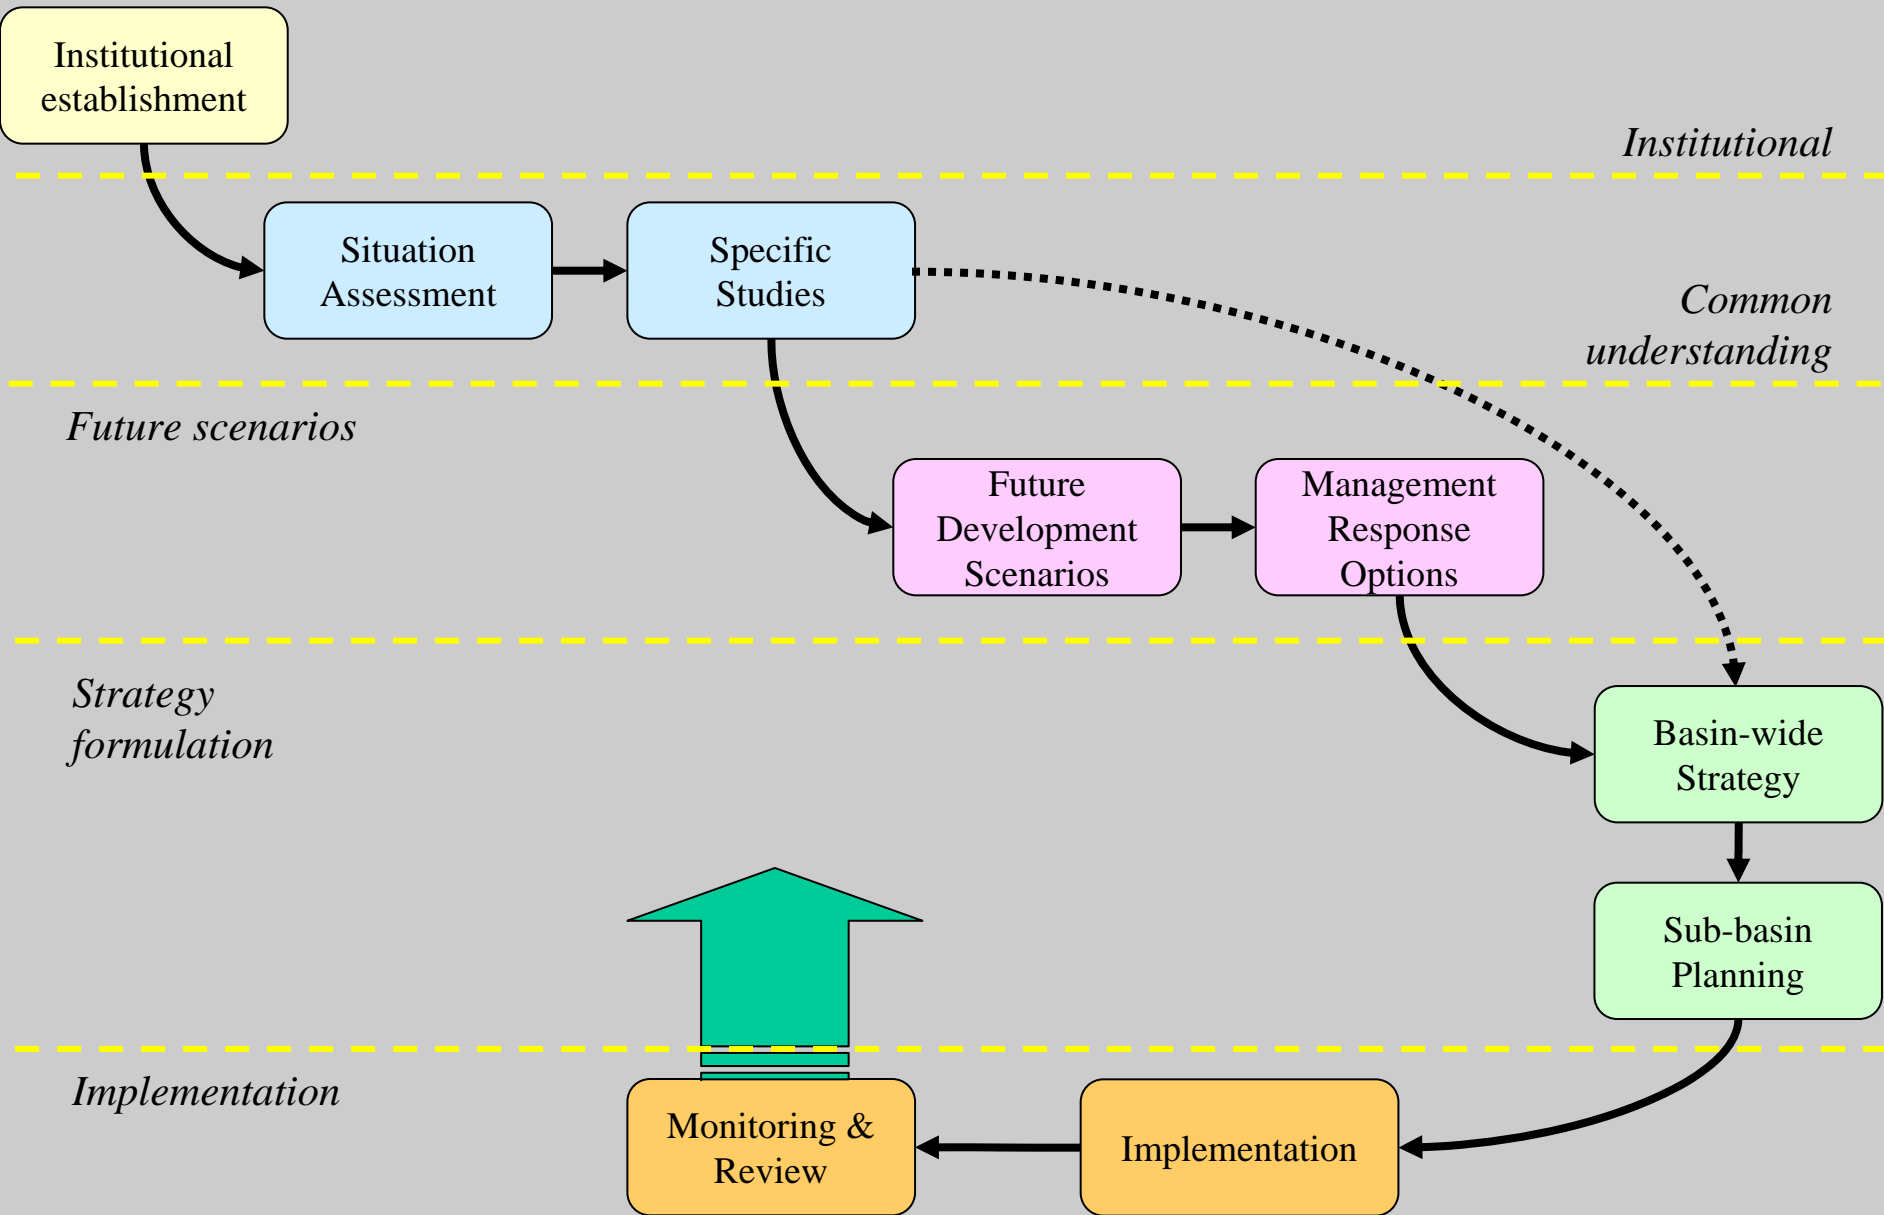 Institutional
establishment
Institutional
Situation
Assessment
Specific
Studies
Common
understanding
Future scenarios
Future
Development
Scenarios
Management
Response
Options
Strategy
formulation
Basin-wide
Strategy
Sub-basin
Planning
Implementation
Monitoring &
Review
Implementation